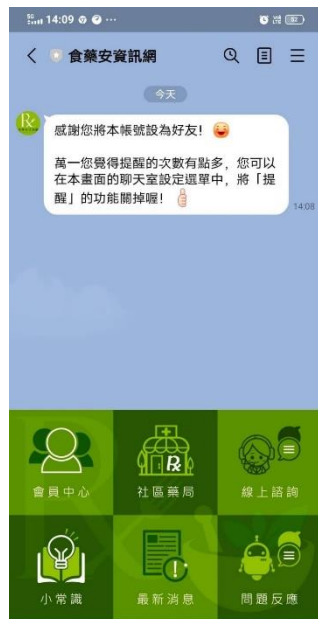 14:09
食藥安資訊網
今天
感謝您將本帳號設為好友!
萬一您覺得提醒的次數有點多, 您可以
在本畫面的聊天室設定選單中, 將「提
醒」的功能關掉喔!
14:08
會員中心
社區藥局
線上諮詢
小常識
最新消息
問題反應